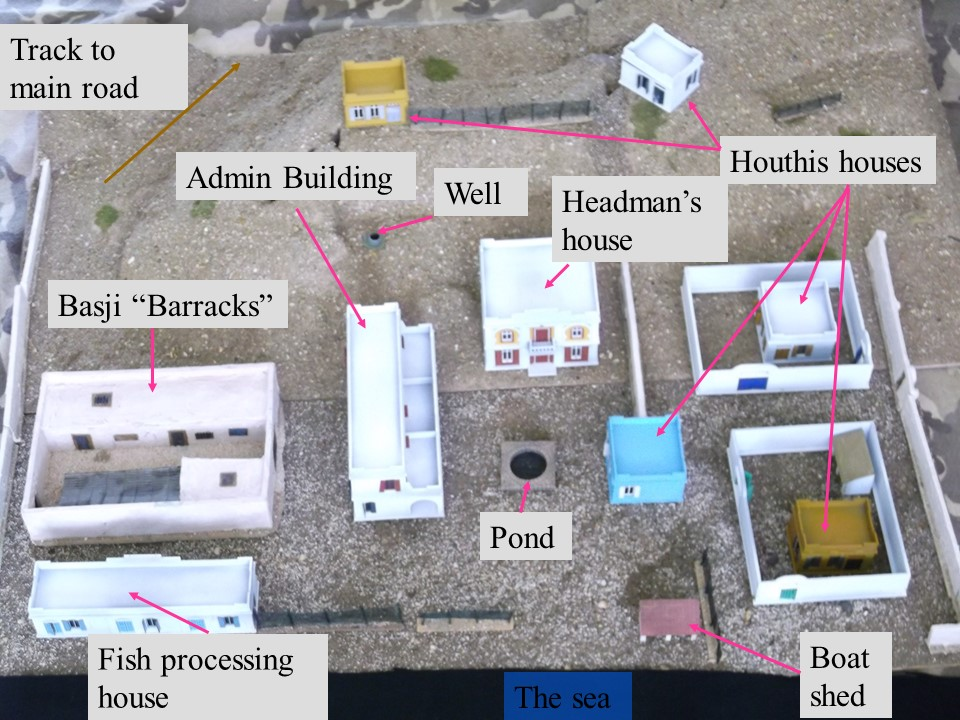 Track to
main road
Admin Building
Well
Houthis houses
Headman’s
house
Basji “Barracks”
Pond
Fish processing
house
The sea
Boat
shed